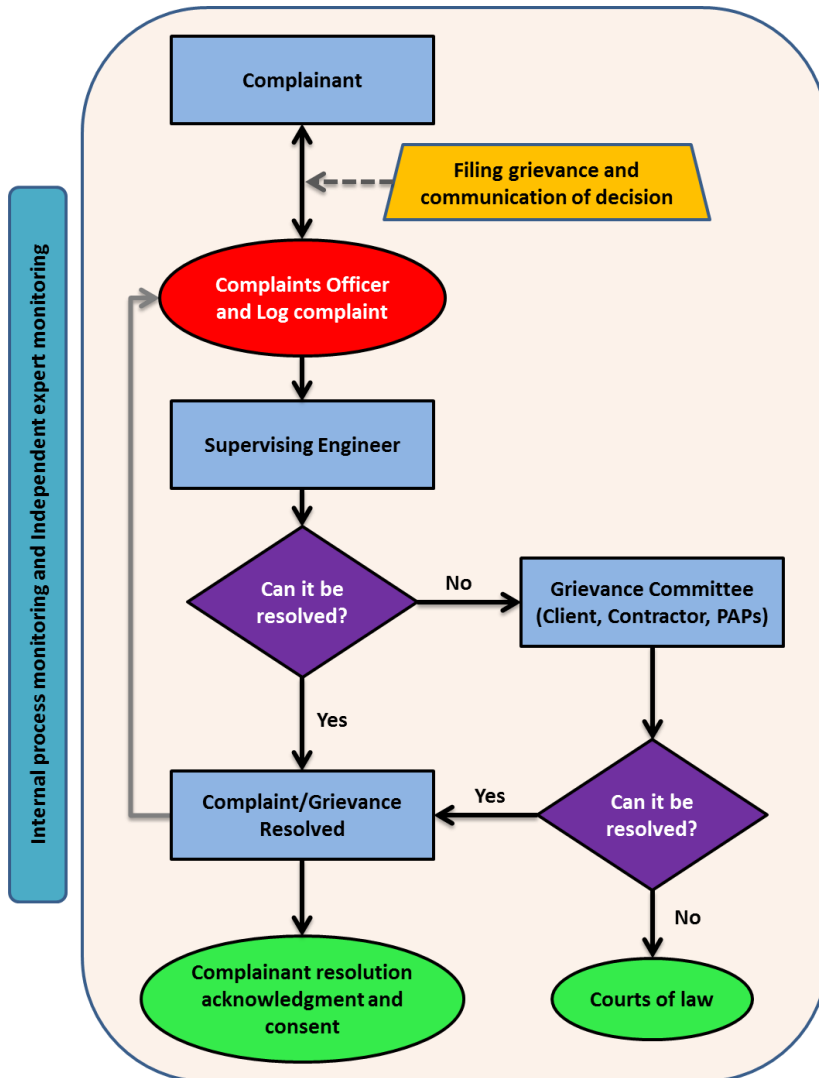 Internal process monitoring and Independent expert monitoring
Complainant
Filing grievance and
communication of decision
Complaints Officer
and Log complaint
Supervising Engineer
Can it be
resolved?
No
Grievance Committee
(Client, Contractor, PAPs)
Yes
Complaint/Grievance
Resolved
Yes
Can it be
resolved?
No
Complainant resolution
acknowledgment and
consent
Courts of law